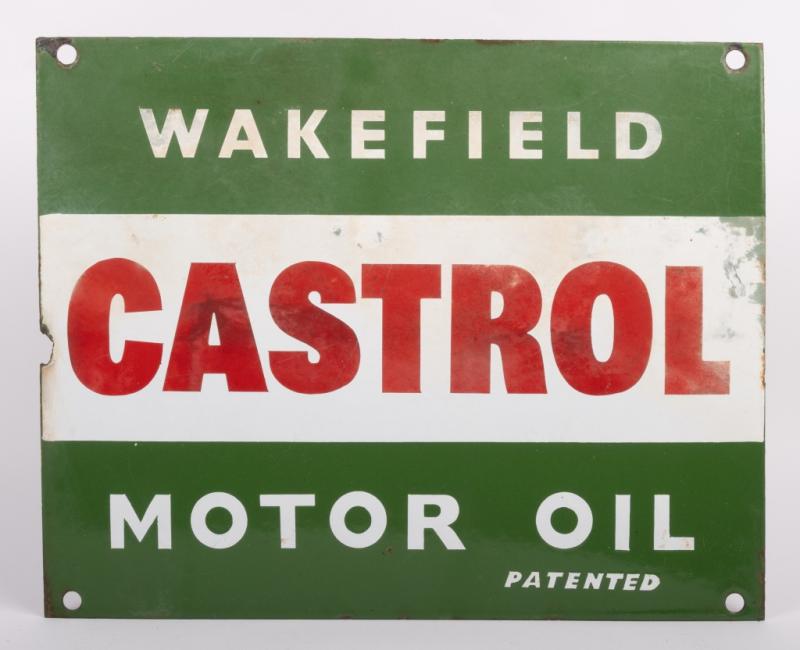 WAKEFIELD
CASTROL
MOTOR OIL
PATENTED